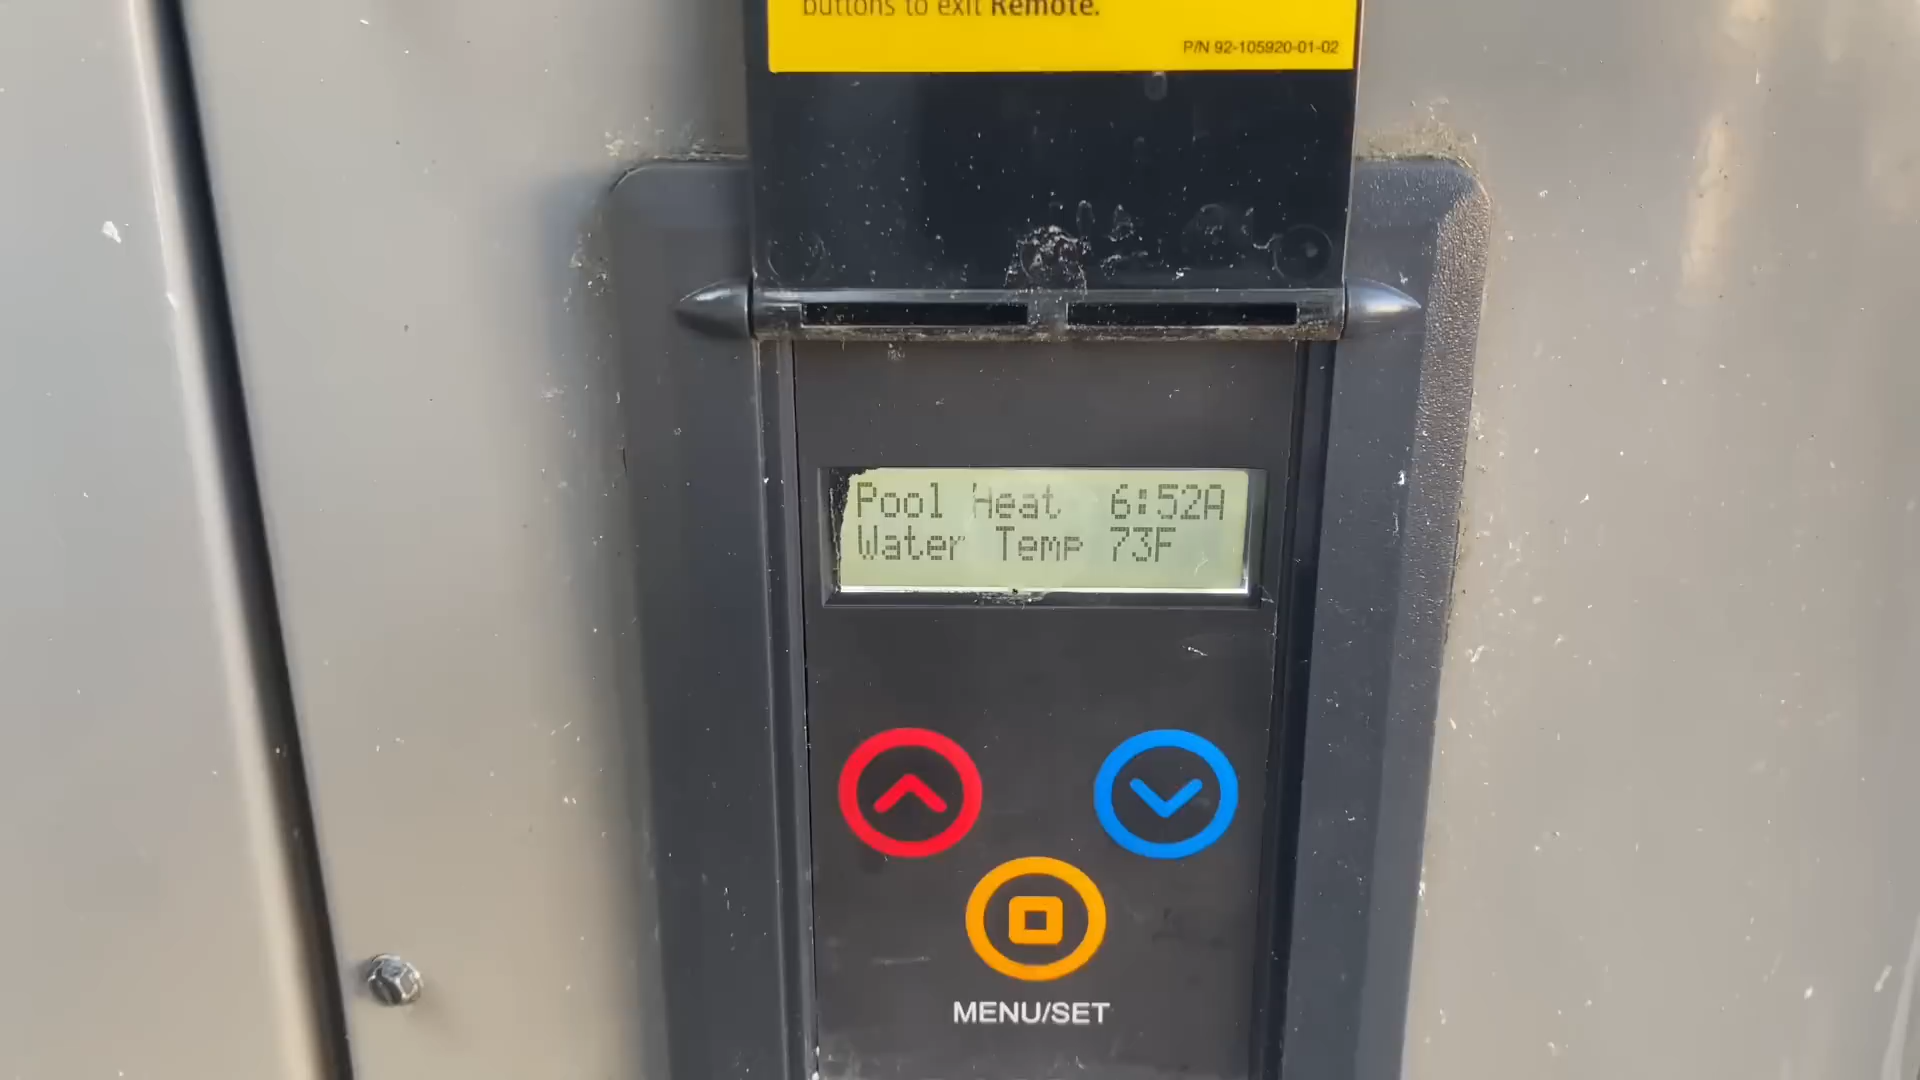 buttons to exit Remote.
P/N 92-105920-01-02
Pool Heat 6:52A
Water Temp 73F
MENU/SET